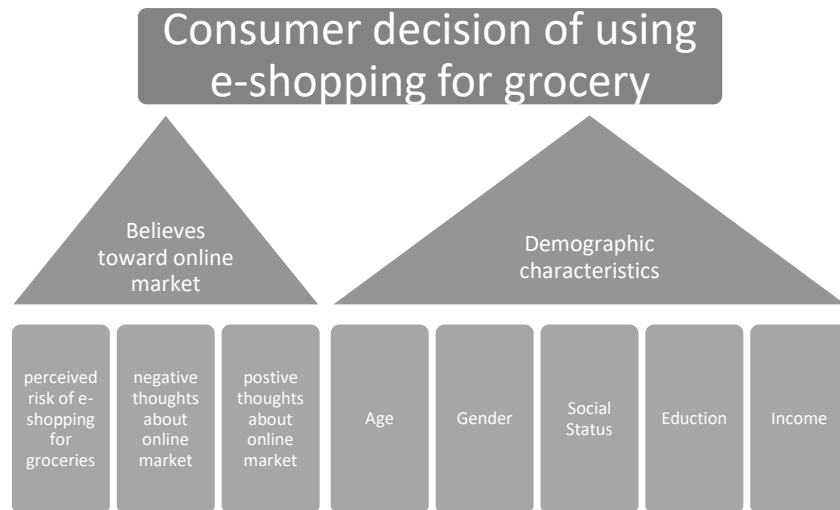 Consumer decision of using
e-shopping for grocery
Believes
toward online
market
Demographic
characteristics
perceived
risk of e-
shopping
for
groceries
negative
thoughts
about
online
market
postive
thoughts
about
online
market
Age
Gender
Social
Status
Eduction
Income